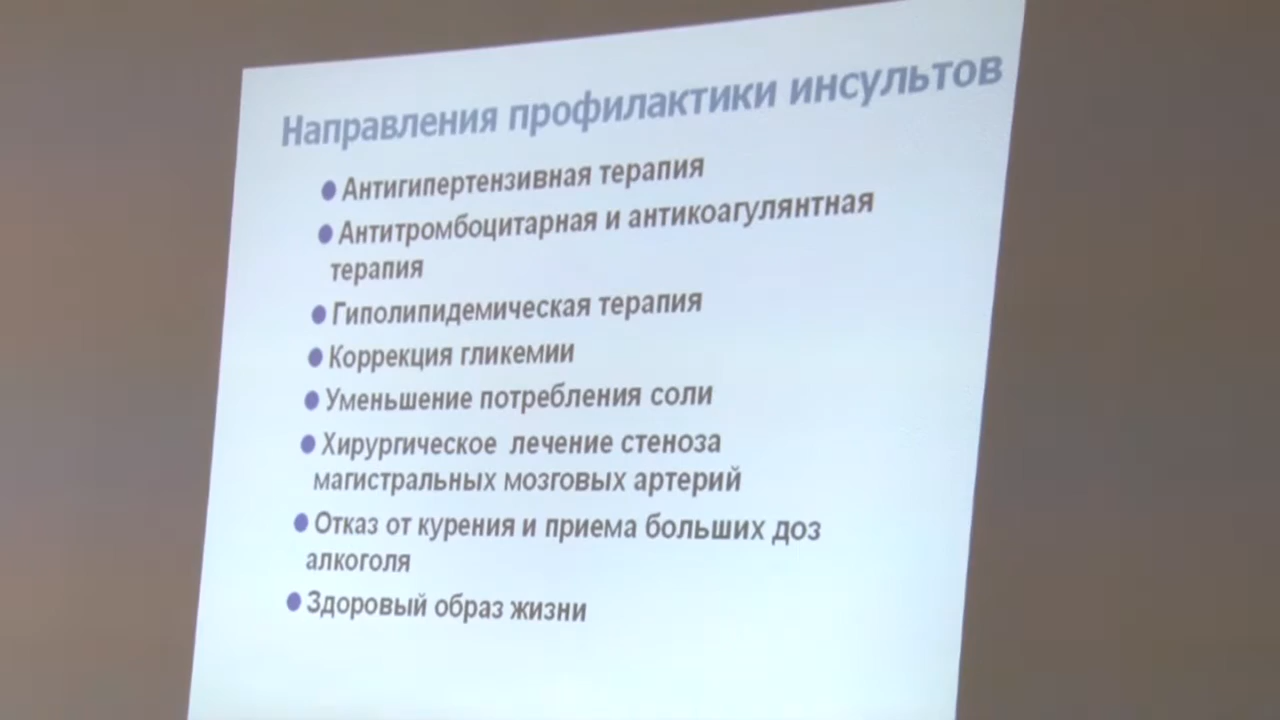 Направления профилактики инсультов
● Антигипертензивная терапия
● Антитромбоцитарная и антикоагулянтная
терапия
● Гиполипидемическая терапия
● Коррекция гликемии
● Уменьшение потребления соли
● Хирургическое лечение стеноза
магистральных мозговых артерий
● Отказ от курения и приема больших доз
алкоголя
● Здоровый образ жизни